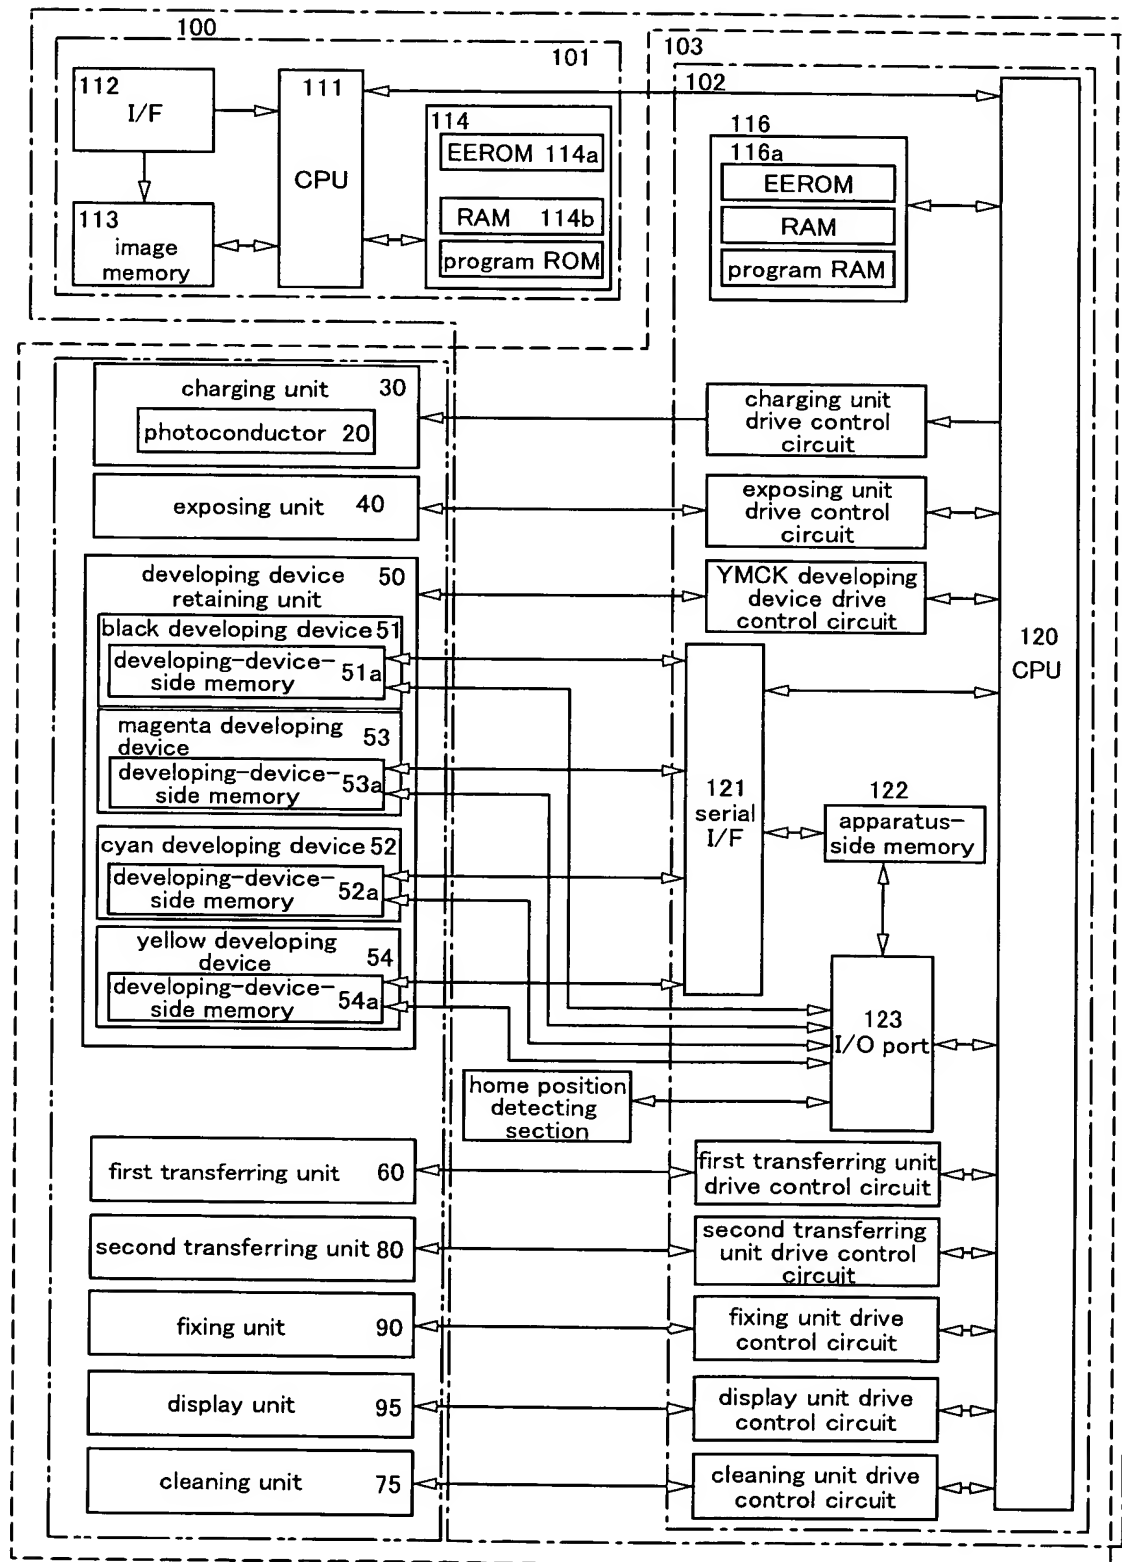 100
101
103
102
112
I/F
111
CPU
113
image
memory
114
EEROM 114a
RAM 114b
program ROM
116
116a
EEROM
RAM
program RAM
120
CPU
charging unit 30
photoconductor 20
charging unit
drive control
circuit
exposing unit 40
exposing unit
drive control
circuit
developing device 50
retaining unit
YMCK developing
device drive
control circuit
black developing device 51
developing-device-
side memory 51a
magenta developing
device 53
developing-device-
side memory 53a
cyan developing device 52
developing-device-
side memory 52a
yellow developing
device 54
developing-device-
side memory 54a
121
serial
I/F
122
apparatus-
side memory
123
I/O port
home position
detecting
section
first transferring unit 60
first transferring unit
drive control circuit
second transferring unit 80
second transferring
unit drive control
circuit
fixing unit 90
fixing unit drive
control circuit
display unit 95
display unit drive
control circuit
cleaning unit 75
cleaning unit drive
control circuit